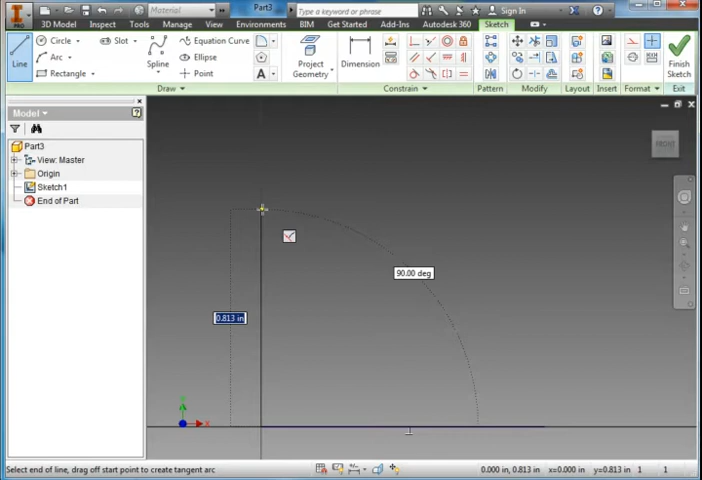 PRO
Material
Part3
Type a keyword or phrase
Sign In
3D Model
Inspect
Tools
Manage
View
Environments
BIM
Get Started
Add-Ins
Autodesk 360
Sketch
Line
Circle
Arc
Rectangle
Slot
Spline
Equation Curve
Ellipse
Point
A
Project
Geometry
Dimension
Finish
Sketch
Draw
Constrain
Pattern
Modify
Layout
Insert
Format
Exit
Model
Part3
View: Master
Origin
Sketch1
End of Part
FRONT
90.00 deg
0.813 in
X
Select end of line, drag off start point to create tangent arc
0.000 in, 0.813 in
x=0.000 in
y=0.813 in
1
1